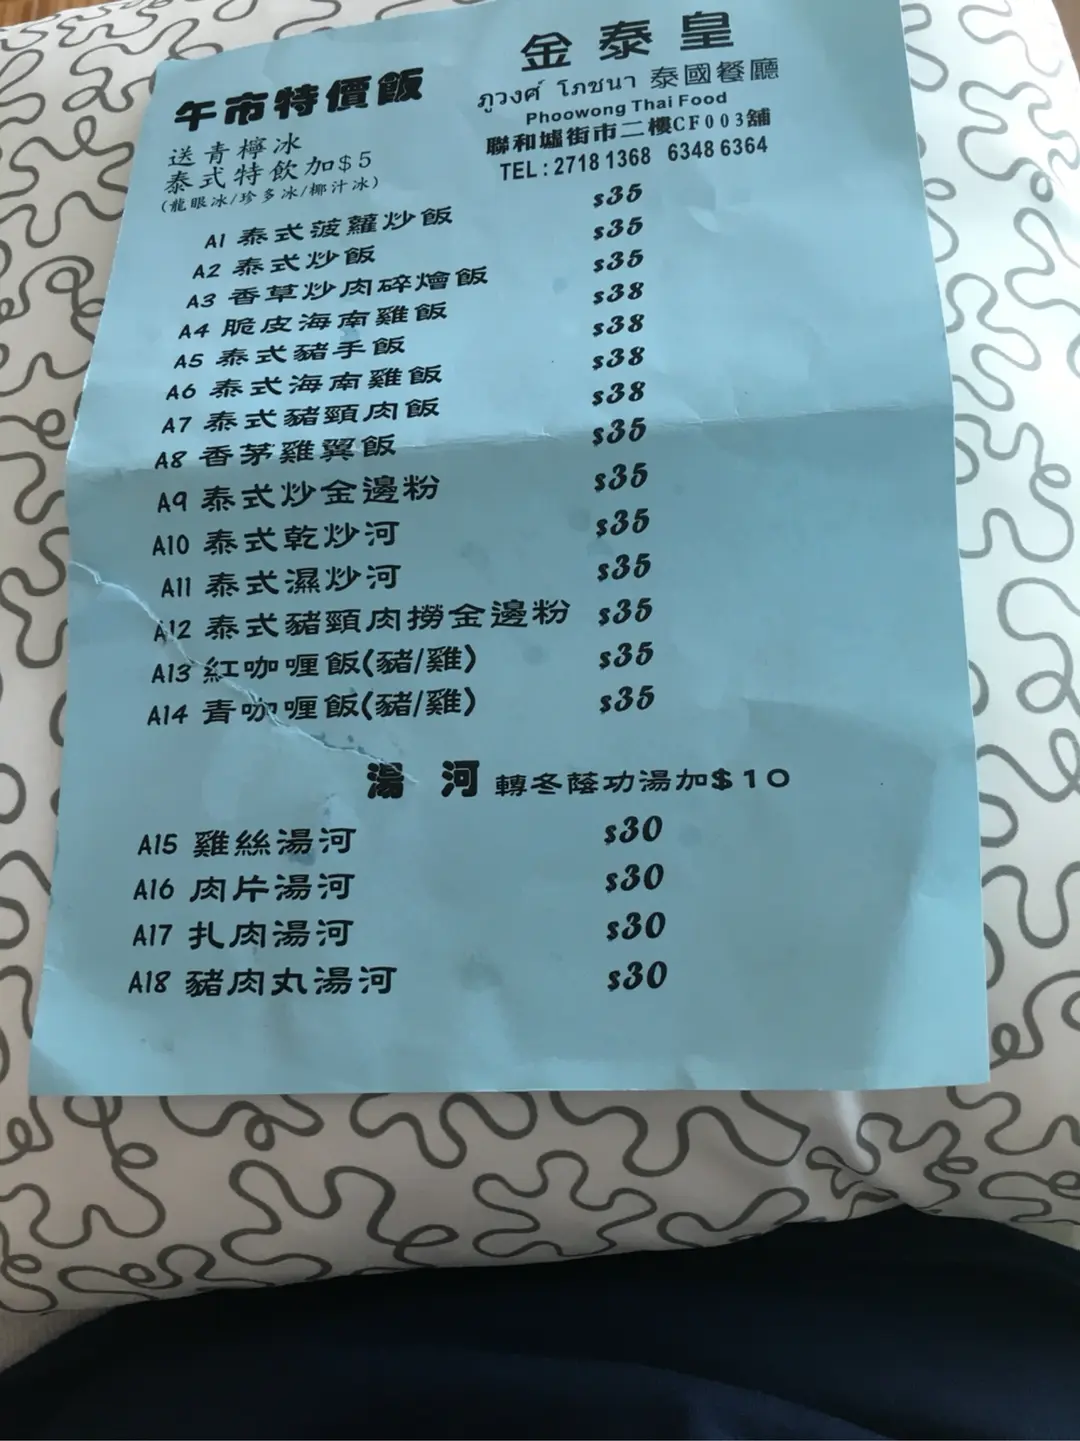 金泰皇
ภูวงศ์ โภชนา 泰國餐廳
Phoowong Thai Food
聯和墟街市二樓CF003舖
TEL : 2718 1368 6348 6364
午市特價飯
送青檸冰
泰式特飲加$5
(龍眼冰/珍多冰/椰汁冰)
A1 泰式菠蘿炒飯 $35
A2 泰式炒飯 $35
A3 香草炒肉碎燴飯 $35
A4 脆皮海南雞飯 $38
A5 泰式豬手飯 $38
A6 泰式海南雞飯 $38
A7 泰式豬頸肉飯 $38
A8 香茅雞翼飯 $35
A9 泰式炒金邊粉 $35
A10 泰式乾炒河 $35
A11 泰式濕炒河 $35
A12 泰式豬頸肉撈金邊粉 $35
A13 紅咖喱飯(豬/雞) $35
A14 青咖喱飯(豬/雞) $35
湯 河 轉冬蔭功湯加$10
A15 雞絲湯河 $30
A16 肉片湯河 $30
A17 扎肉湯河 $30
A18 豬肉丸湯河 $30